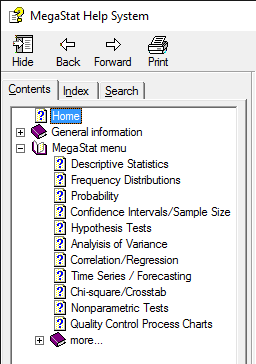 MegaStat Help System
Hide Back Forward Print
Contents Index Search
Home
General information
MegaStat menu
Descriptive Statistics
Frequency Distributions
Probability
Confidence Intervals/Sample Size
Hypothesis Tests
Analyisis of Variance
Correlation/Regression
Time Series / Forecasting
Chi-square/Crosstab
Nonparametric Tests
Quality Control Process Charts
more...